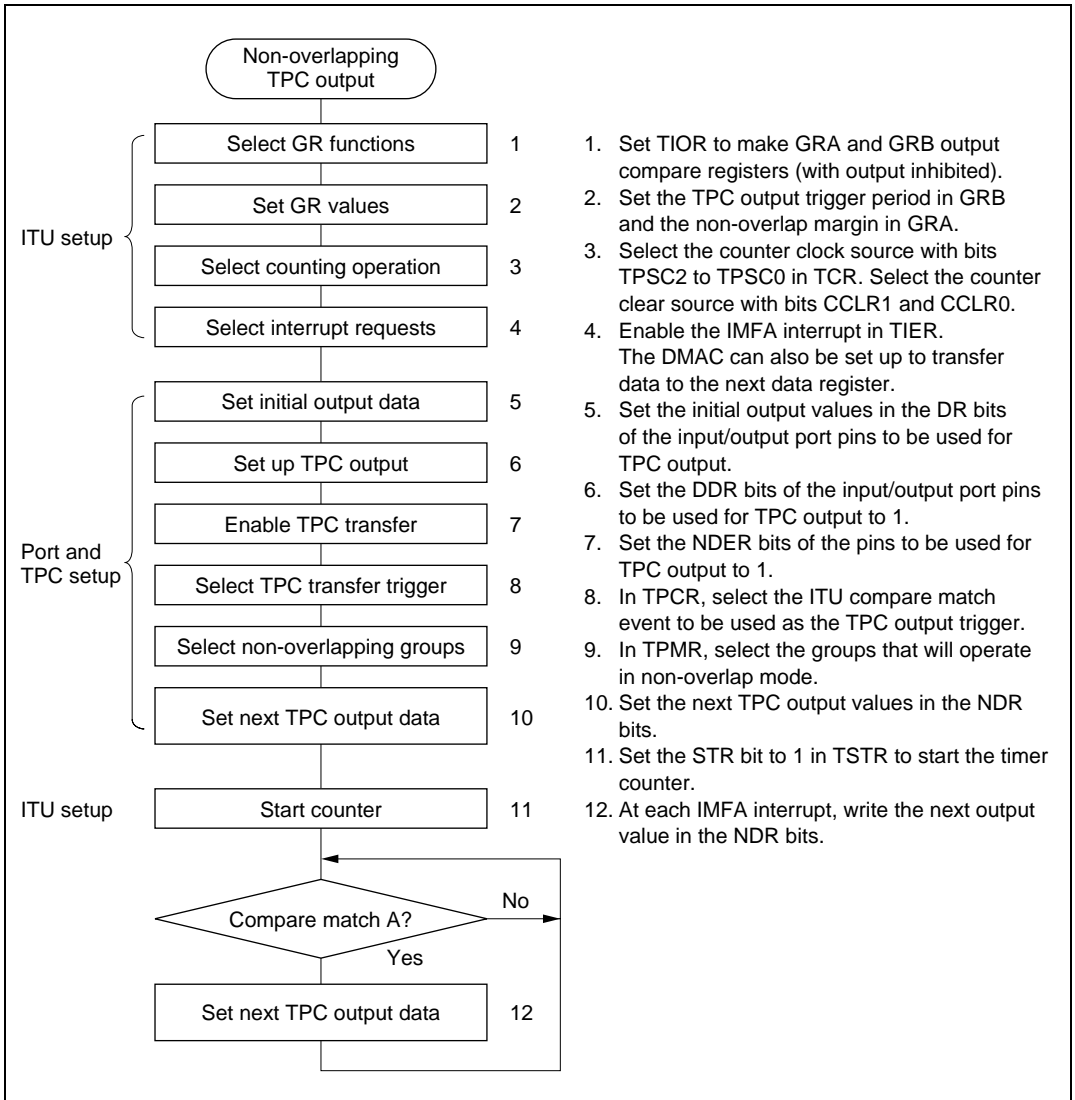 Non-overlapping
TPC output
ITU setup
Select GR functions 1
Set GR values 2
Select counting operation 3
Select interrupt requests 4
Port and
TPC setup
Set initial output data 5
Set up TPC output 6
Enable TPC transfer 7
Select TPC transfer trigger 8
Select non-overlapping groups 9
Set next TPC output data 10
ITU setup
Start counter 11
Compare match A?
No
Yes
Set next TPC output data 12
1. Set TIOR to make GRA and GRB output
compare registers (with output inhibited).
2. Set the TPC output trigger period in GRB
and the non-overlap margin in GRA.
3. Select the counter clock source with bits
TPSC2 to TPSC0 in TCR. Select the counter
clear source with bits CCLR1 and CCLR0.
4. Enable the IMFA interrupt in TIER.
The DMAC can also be set up to transfer
data to the next data register.
5. Set the initial output values in the DR bits
of the input/output port pins to be used for
TPC output.
6. Set the DDR bits of the input/output port pins
to be used for TPC output to 1.
7. Set the NDER bits of the pins to be used for
TPC output to 1.
8. In TPCR, select the ITU compare match
event to be used as the TPC output trigger.
9. In TPMR, select the groups that will operate
in non-overlap mode.
10. Set the next TPC output values in the NDR
bits.
11. Set the STR bit to 1 in TSTR to start the timer
counter.
12. At each IMFA interrupt, write the next output
value in the NDR bits.